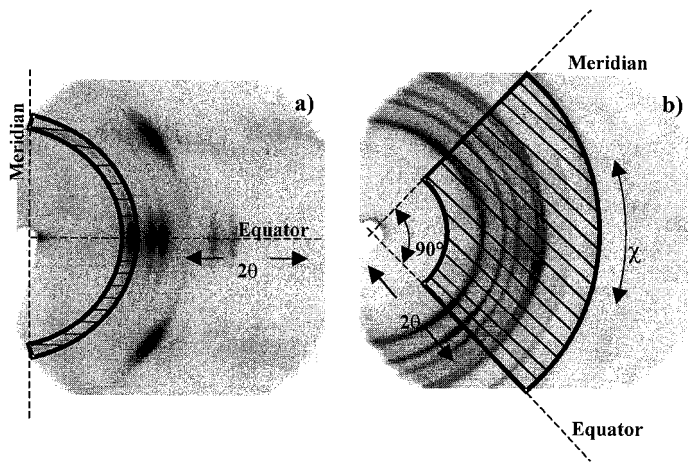 a)
Meridian
Equator
2θ
b)
Meridian
90°
2θ
χ
Equator